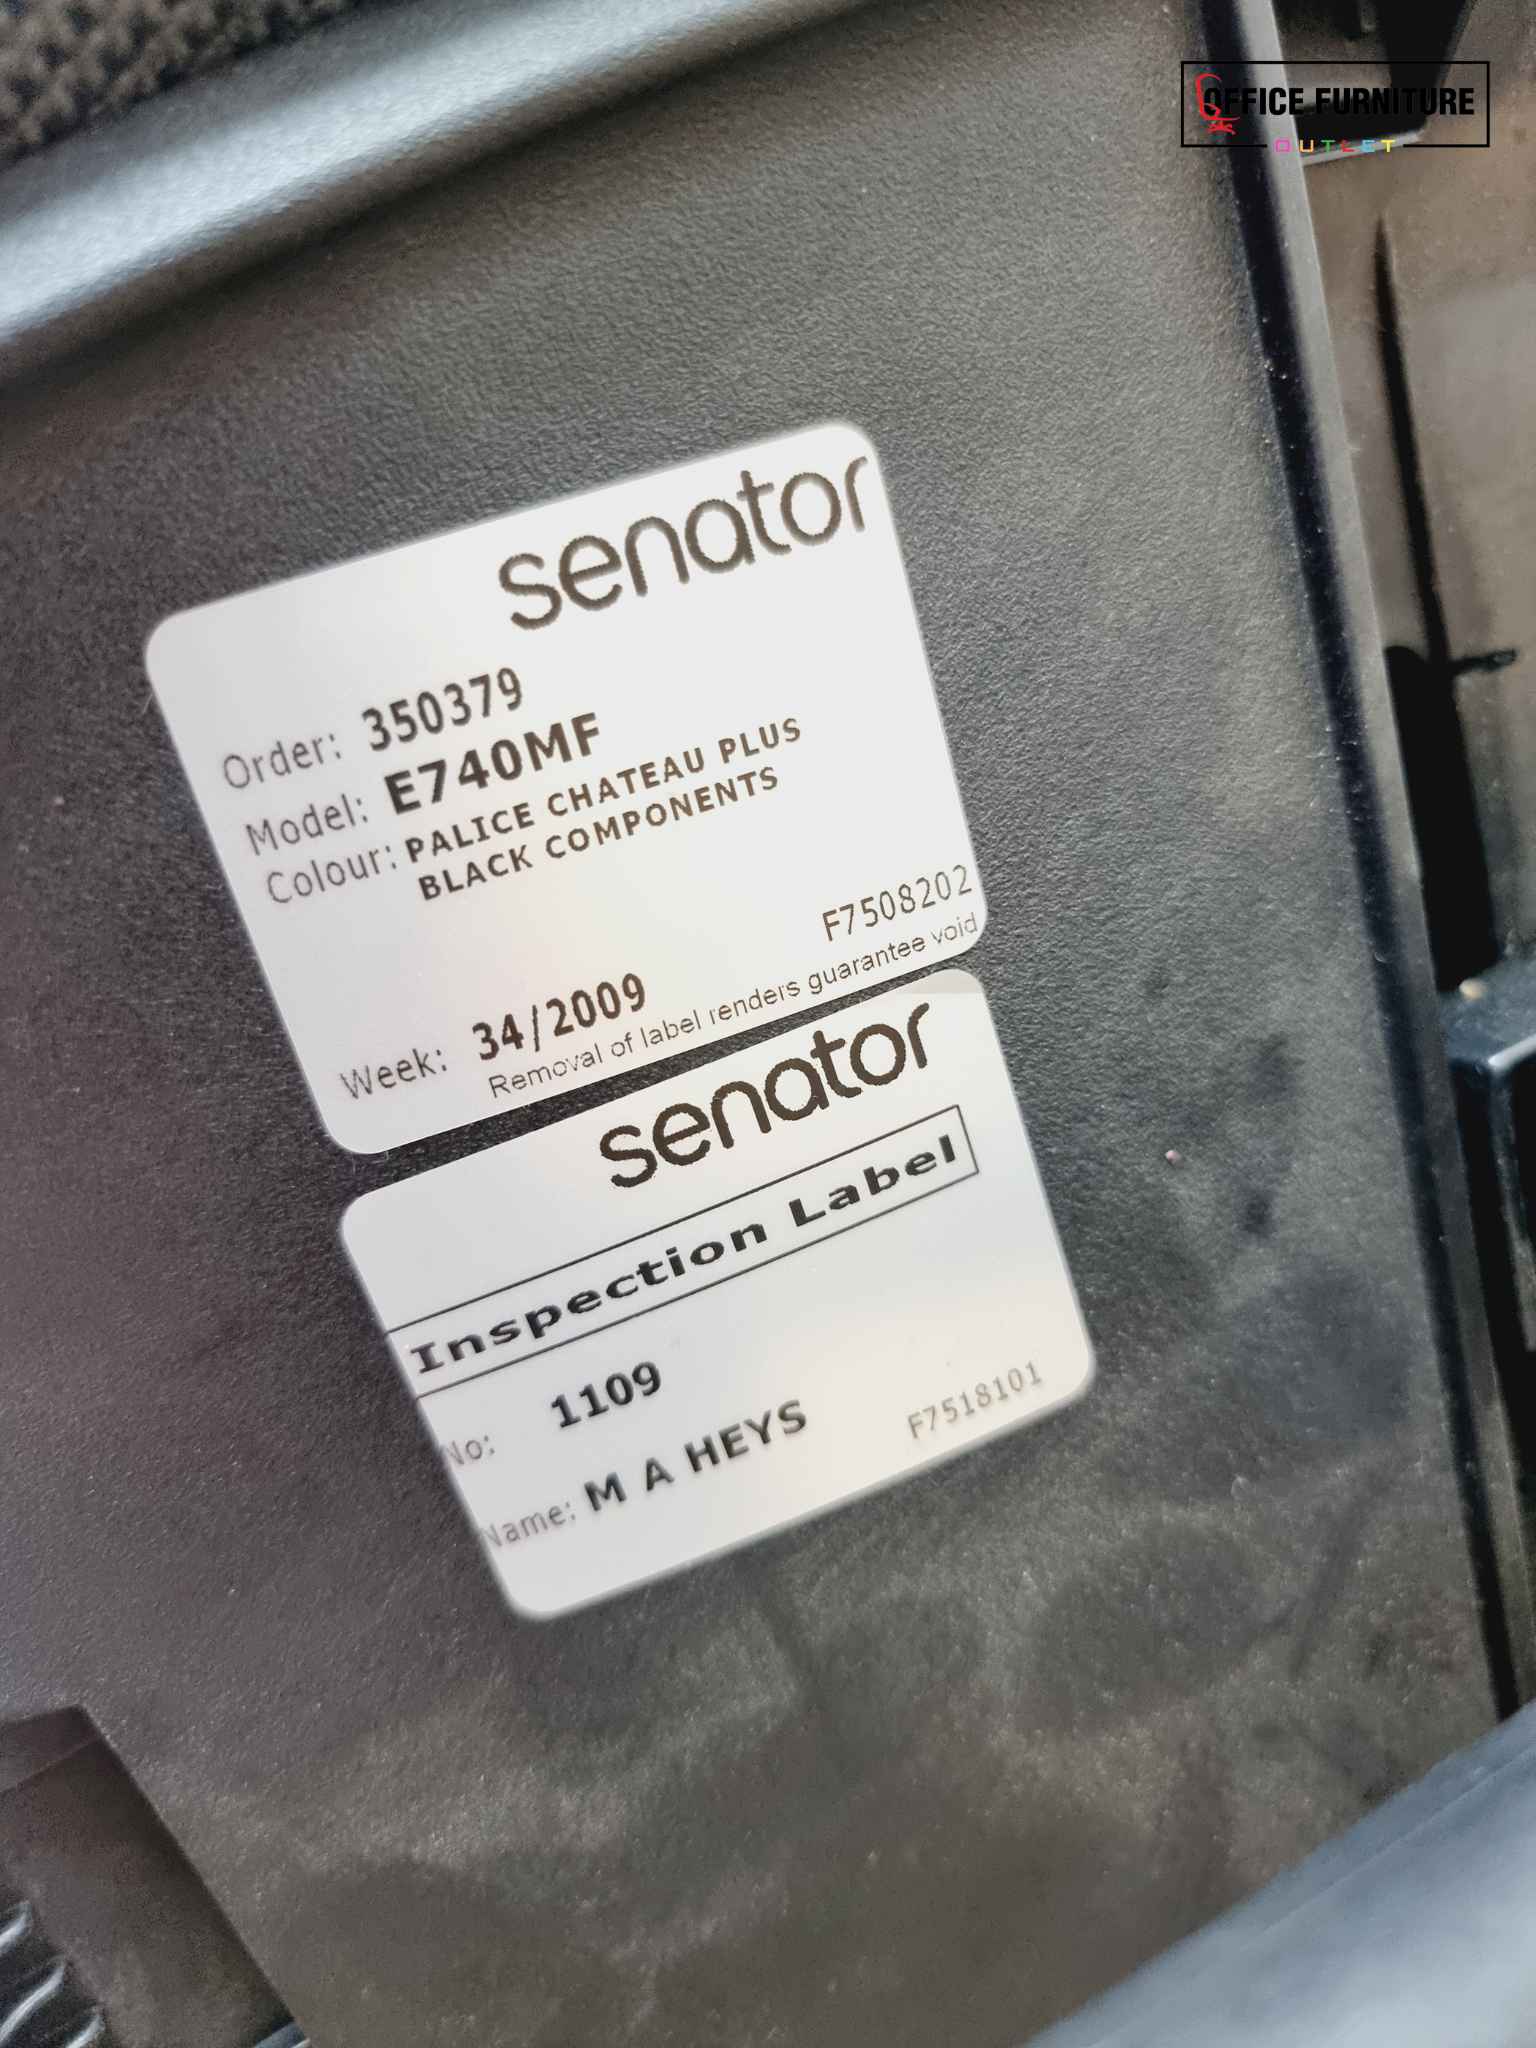 OFFICE FURNITURE
OUTLET
senator
Order: 350379
Model: E740MF
Colour: PALICE CHATEAU PLUS
BLACK COMPONENTS
F7508202
Week: 34/2009
Removal of label renders guarantee void
senator
Inspection Label
No: 1109
Name: M A HEYS
F7518101